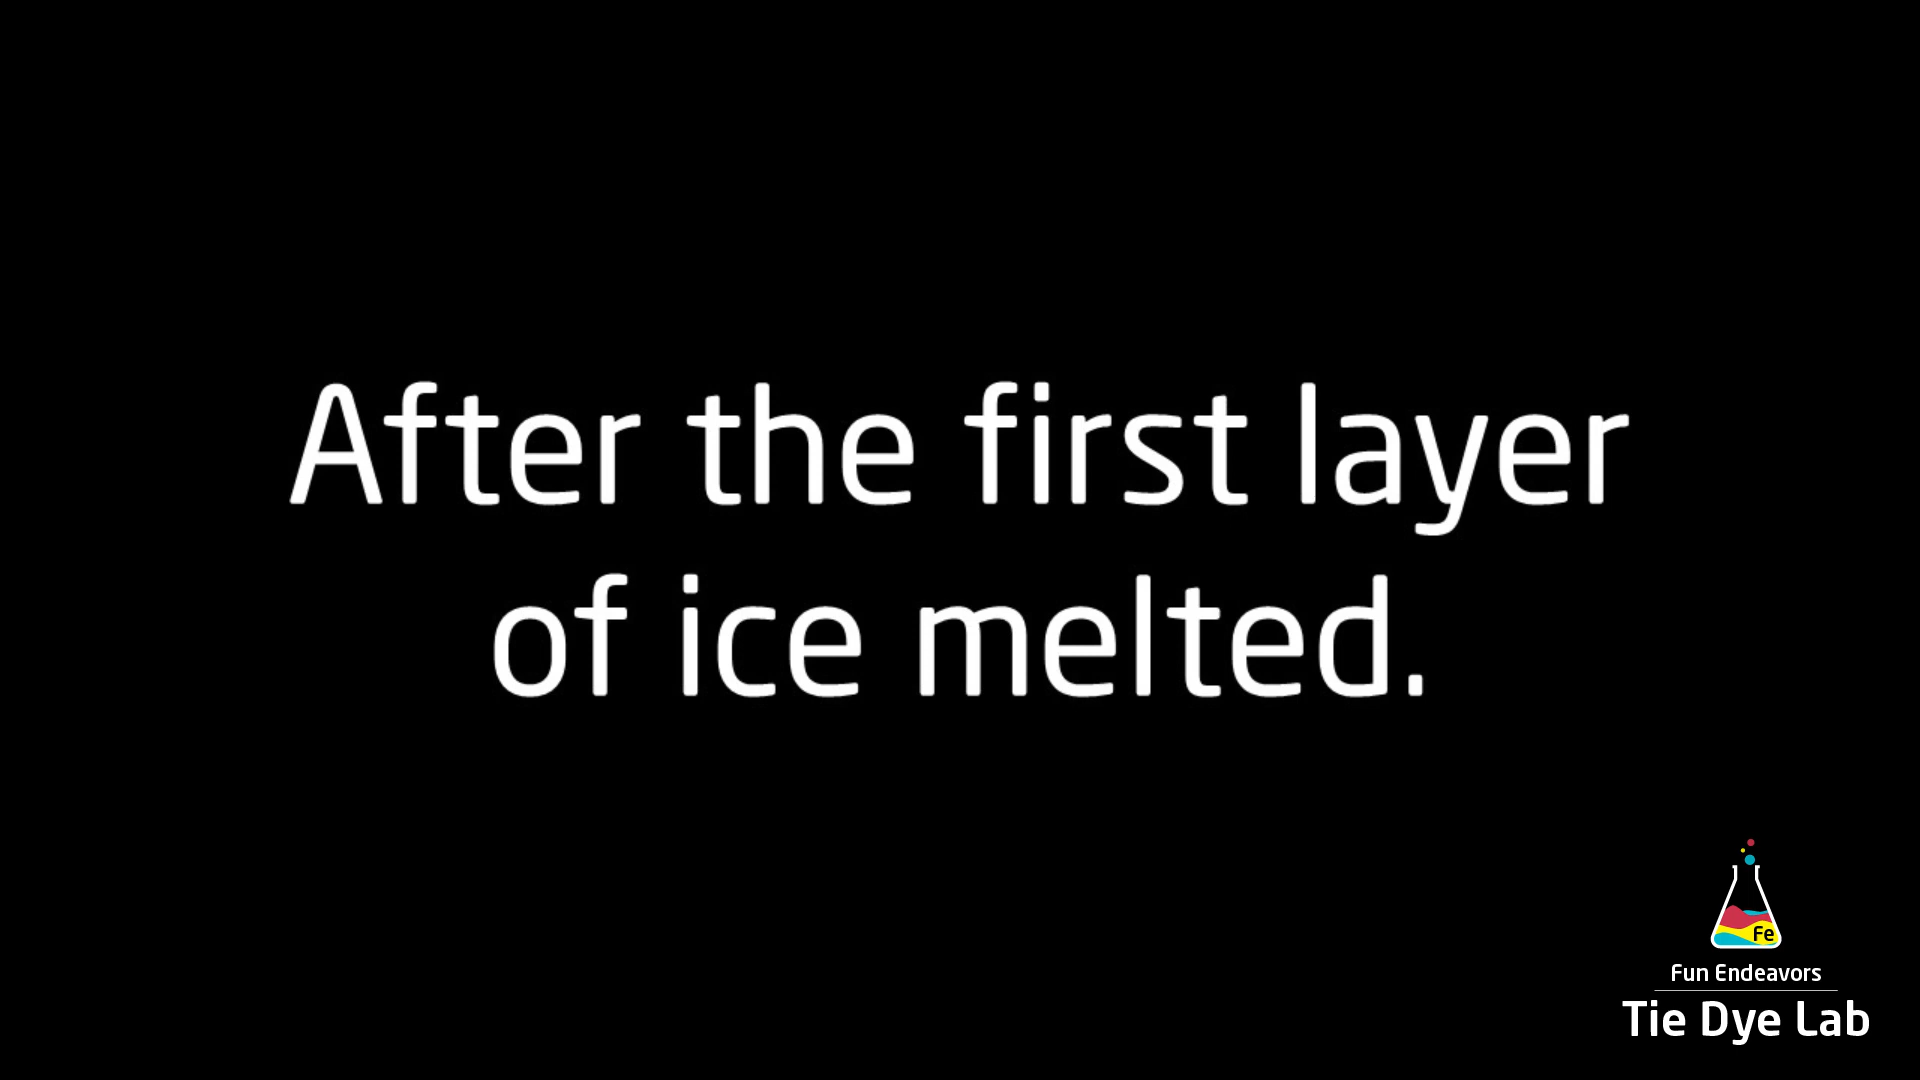 After the first layer
of ice melted.
Fe
Fun Endeavors
Tie Dye Lab